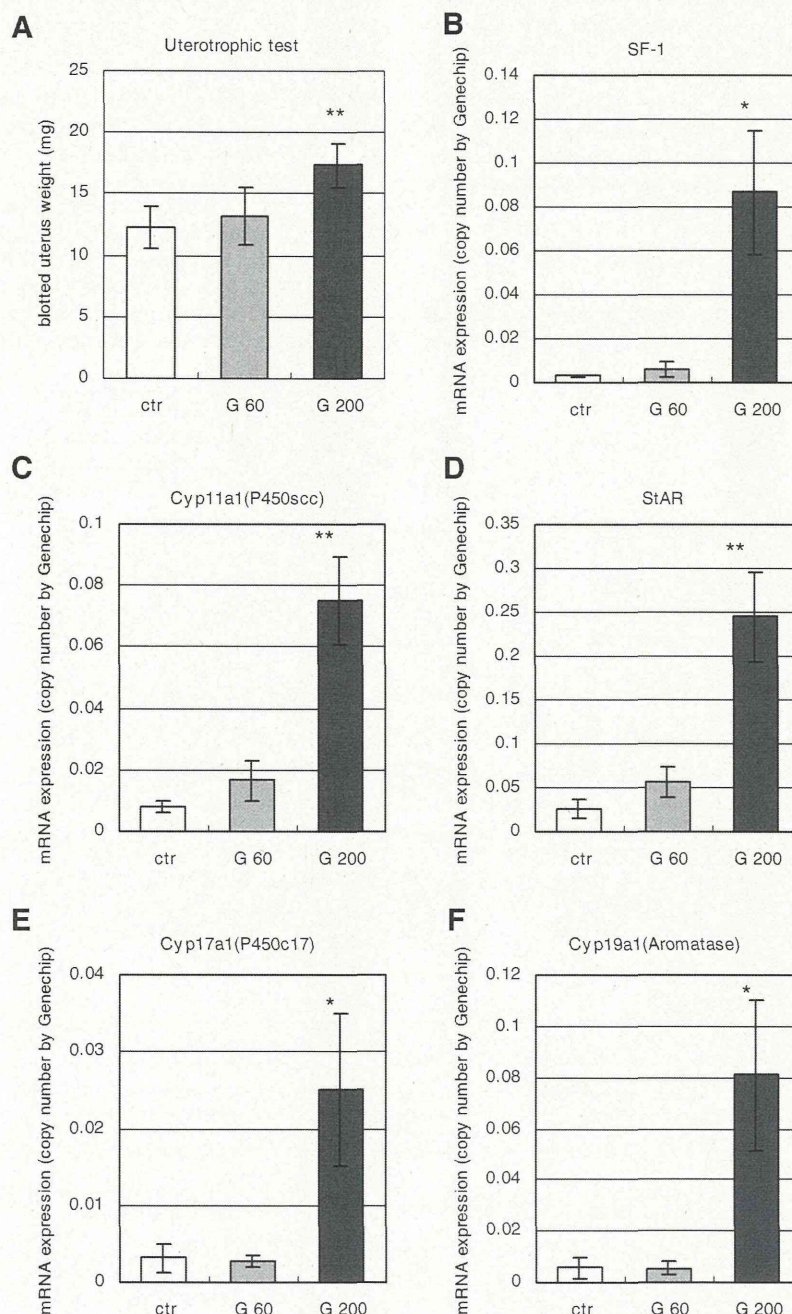 A
Uterotrophic test
blotted uterus weight (mg)
25
20
15
10
5
0
**
ctr
G 60
G 200
B
SF-1
mRNA expression (copy number by Genechip)
0.14
0.12
0.1
0.08
0.06
0.04
0.02
0
*
ctr
G 60
G 200
C
Cyp11a1(P450scc)
mRNA expression (copy number by Genechip)
0.1
0.08
0.06
0.04
0.02
0
**
ctr
G 60
G 200
D
StAR
mRNA expression (copy number by Genechip)
0.35
0.3
0.25
0.2
0.15
0.1
0.05
0
**
ctr
G 60
G 200
E
Cyp17a1(P450c17)
mRNA expression (copy number by Genechip)
0.04
0.03
0.02
0.01
0
*
ctr
G 60
G 200
F
Cyp19a1(Aromatase)
mRNA expression (copy number by Genechip)
0.12
0.1
0.08
0.06
0.04
0.02
0
*
ctr
G 60
G 200